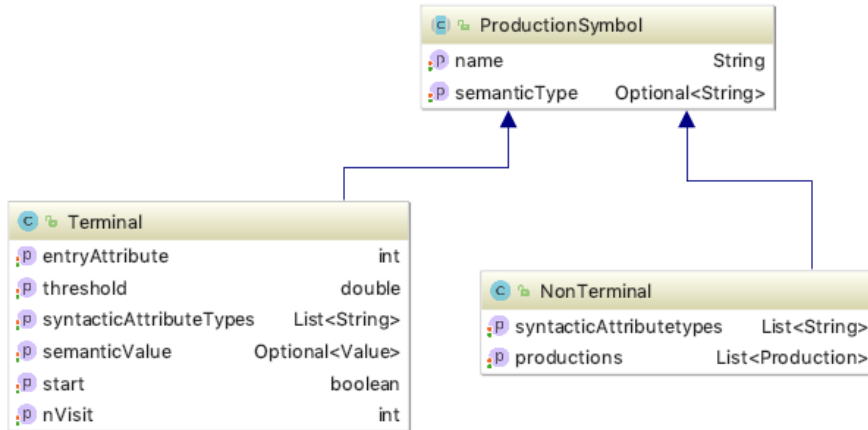 ProductionSymbol
name String
semanticType Optional<String>
Terminal
entryAttribute int
threshold double
syntacticAttributeTypes List<String>
semanticValue Optional<Value>
start boolean
nVisit int
NonTerminal
syntacticAttributetypes List<String>
productions List<Production>